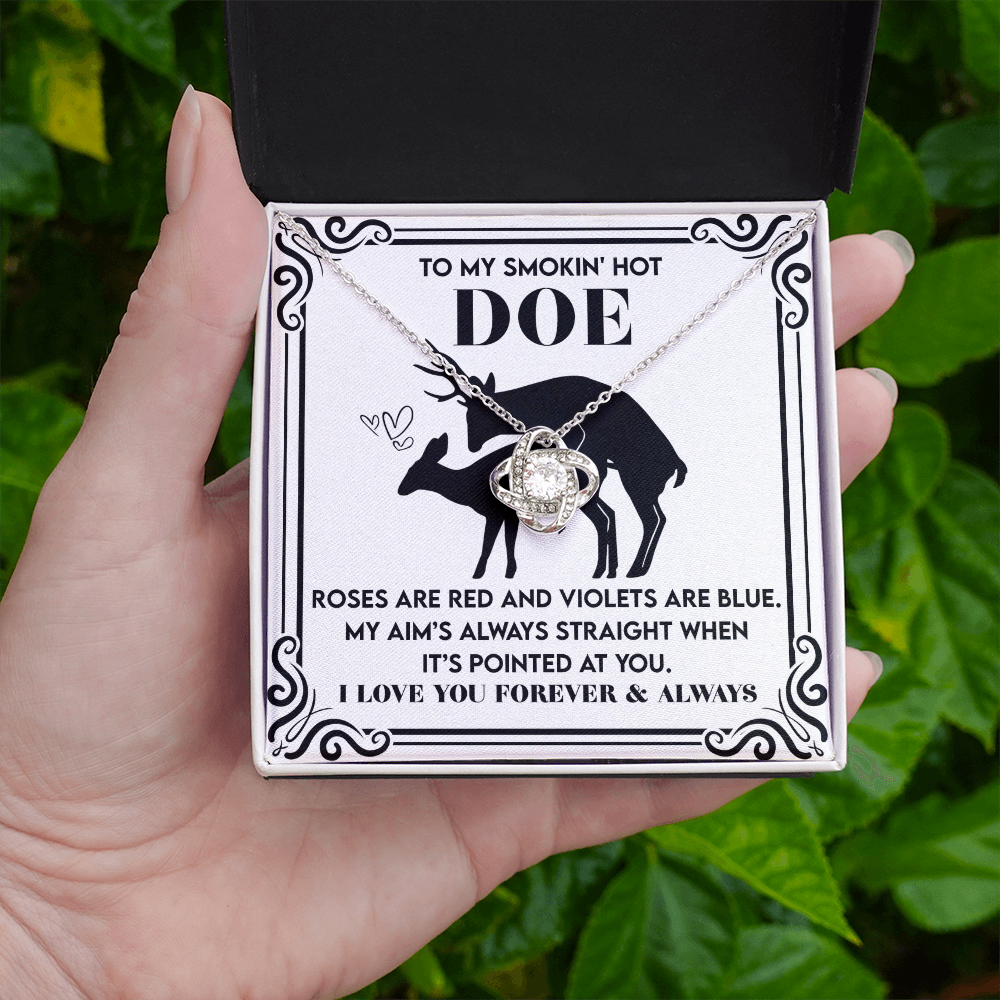 TO MY SMOKIN' HOT
DOE
ROSES ARE RED AND VIOLETS ARE BLUE.
MY AIM'S ALWAYS STRAIGHT WHEN
IT'S POINTED AT YOU.
I LOVE YOU FOREVER & ALWAYS